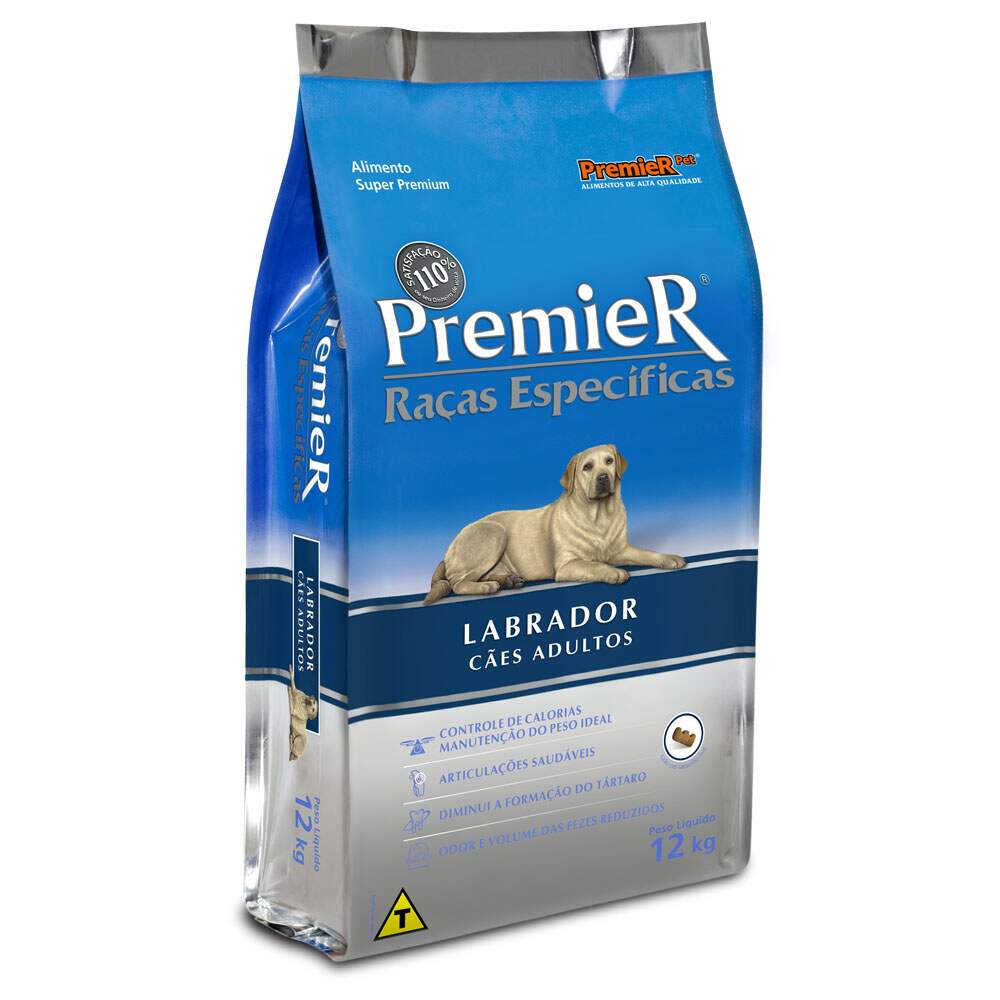 Alimento
Super Premium
PremieR Pet®
ALIMENTOS DE ALTA QUALIDADE
SATISFAÇÃO
110%
PremieR®
Raças Específicas
LABRADOR
CÃES ADULTOS
CONTROLE DE CALORIAS
MANUTENÇÃO DO PESO IDEAL
ARTICULAÇÕES SAUDÁVEIS
DIMINUI A FORMAÇÃO DO TÁRTARO
ODOR E VOLUME DAS FEZES REDUZIDOS
Peso Líquido
12 kg
T
PremieR®
Raças Específicas
LABRADOR
CÃES ADULTOS
Peso Líquido
12 kg